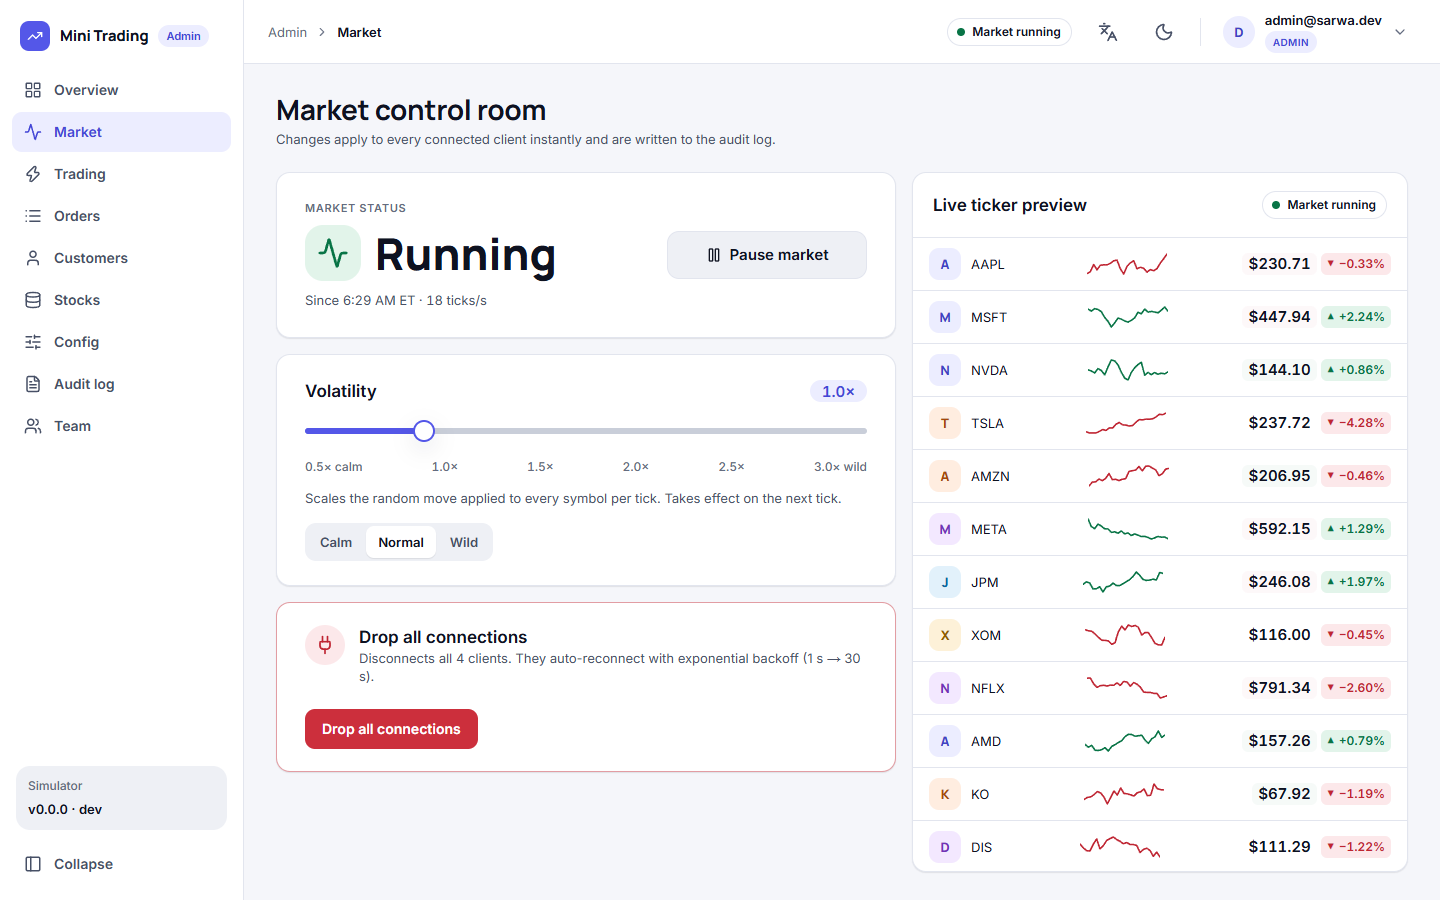 Mini Trading
Admin
Overview
Market
Trading
Orders
Customers
Stocks
Config
Audit log
Team
Simulator
v0.0.0 · dev
Collapse
Admin > Market
Market running
D
admin@sarwa.dev
ADMIN
Market control room
Changes apply to every connected client instantly and are written to the audit log.
MARKET STATUS
Running
Pause market
Since 6:29 AM ET · 18 ticks/s
Volatility
1.0×
0.5× calm 1.0× 1.5× 2.0× 2.5× 3.0× wild
Scales the random move applied to every symbol per tick. Takes effect on the next tick.
Calm Normal Wild
Drop all connections
Disconnects all 4 clients. They auto-reconnect with exponential backoff (1 s → 30
s).
Drop all connections
Live ticker preview
Market running
A AAPL $230.71 ▼ −0.33%
M MSFT $447.94 ▲ +2.24%
N NVDA $144.10 ▲ +0.86%
T TSLA $237.72 ▼ −4.28%
A AMZN $206.95 ▼ −0.46%
M META $592.15 ▲ +1.29%
J JPM $246.08 ▲ +1.97%
X XOM $116.00 ▼ −0.45%
N NFLX $791.34 ▼ −2.60%
A AMD $157.26 ▲ +0.79%
K KO $67.92 ▼ −1.19%
D DIS $111.29 ▼ −1.22%